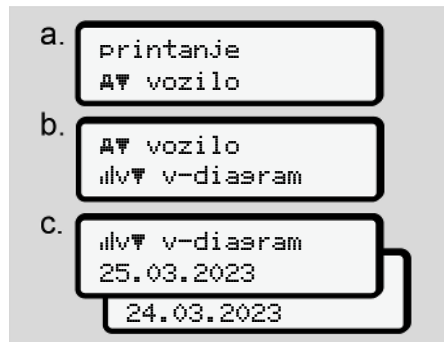 a.
printanje
vozilo
b.
vozilo
v v-diagram
c.
v v-diagram
25.03.2023
24.03.2023